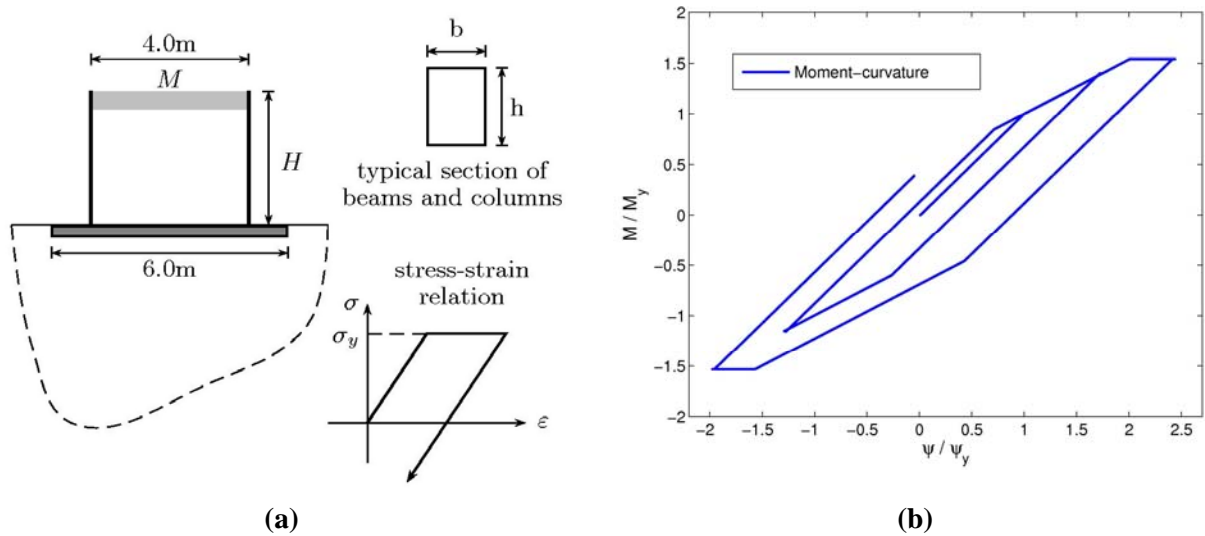 4.0m
M
H
6.0m
b
h
typical section of
beams and columns
stress-strain
relation
σ
σy
ε
(a)
2
1.5
1
0.5
0
−0.5
−1
−1.5
−2
M / My
Moment−curvature
−2 −1.5 −1 −0.5 0 0.5 1 1.5 2 2.5
ψ / ψy
(b)